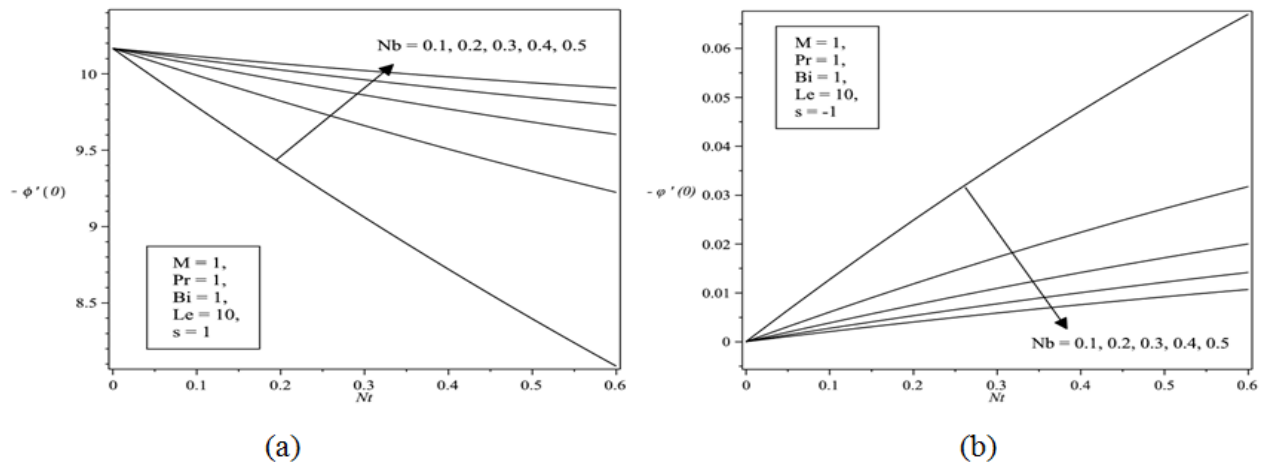 Nb = 0.1, 0.2, 0.3, 0.4, 0.5
10
9.5
- ϕ ′ ( 0 )
9
8.5
M = 1,
Pr = 1,
Bi = 1,
Le = 10,
s = 1
0 0.1 0.2 0.3 0.4 0.5 0.6
Nt
(a)
M = 1,
Pr = 1,
Bi = 1,
Le = 10,
s = -1
0.06
0.05
0.04
0.03
- φ ′ (0)
0.02
0.01
0
Nb = 0.1, 0.2, 0.3, 0.4, 0.5
0 0.1 0.2 0.3 0.4 0.5 0.6
Nt
(b)